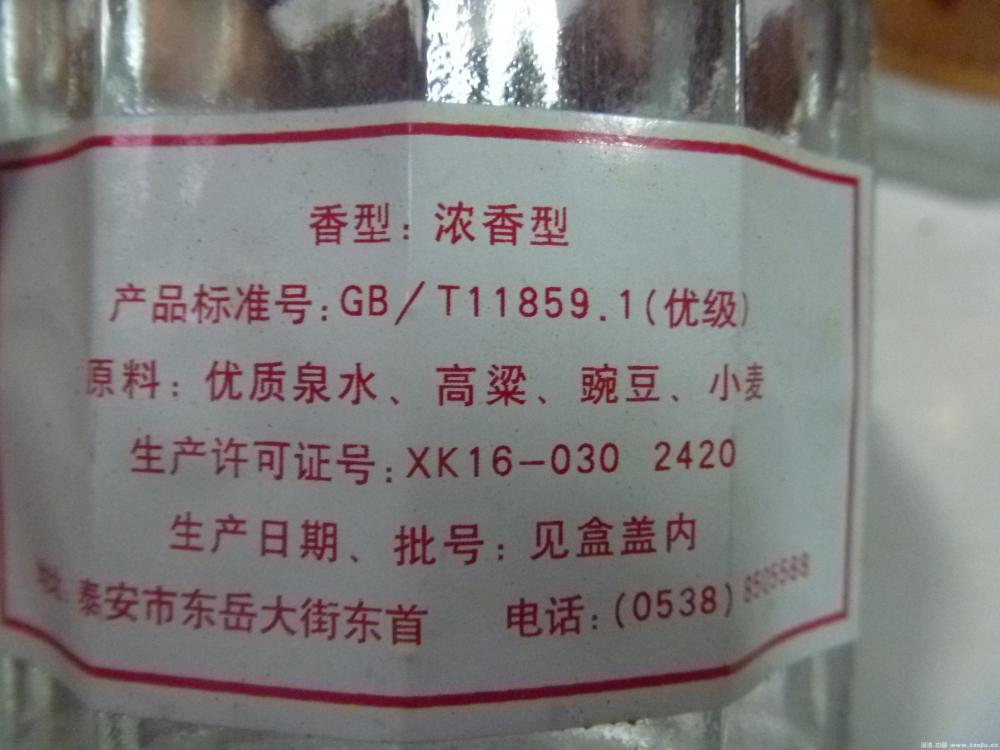 香型：浓香型
产品标准号：GB/T11859.1(优级)
原料：优质泉水、高粱、豌豆、小麦
生产许可证号：XK16-030 2420
生产日期、批号：见盒盖内
地址：泰安市东岳大街东首 电话：(0538)8505588